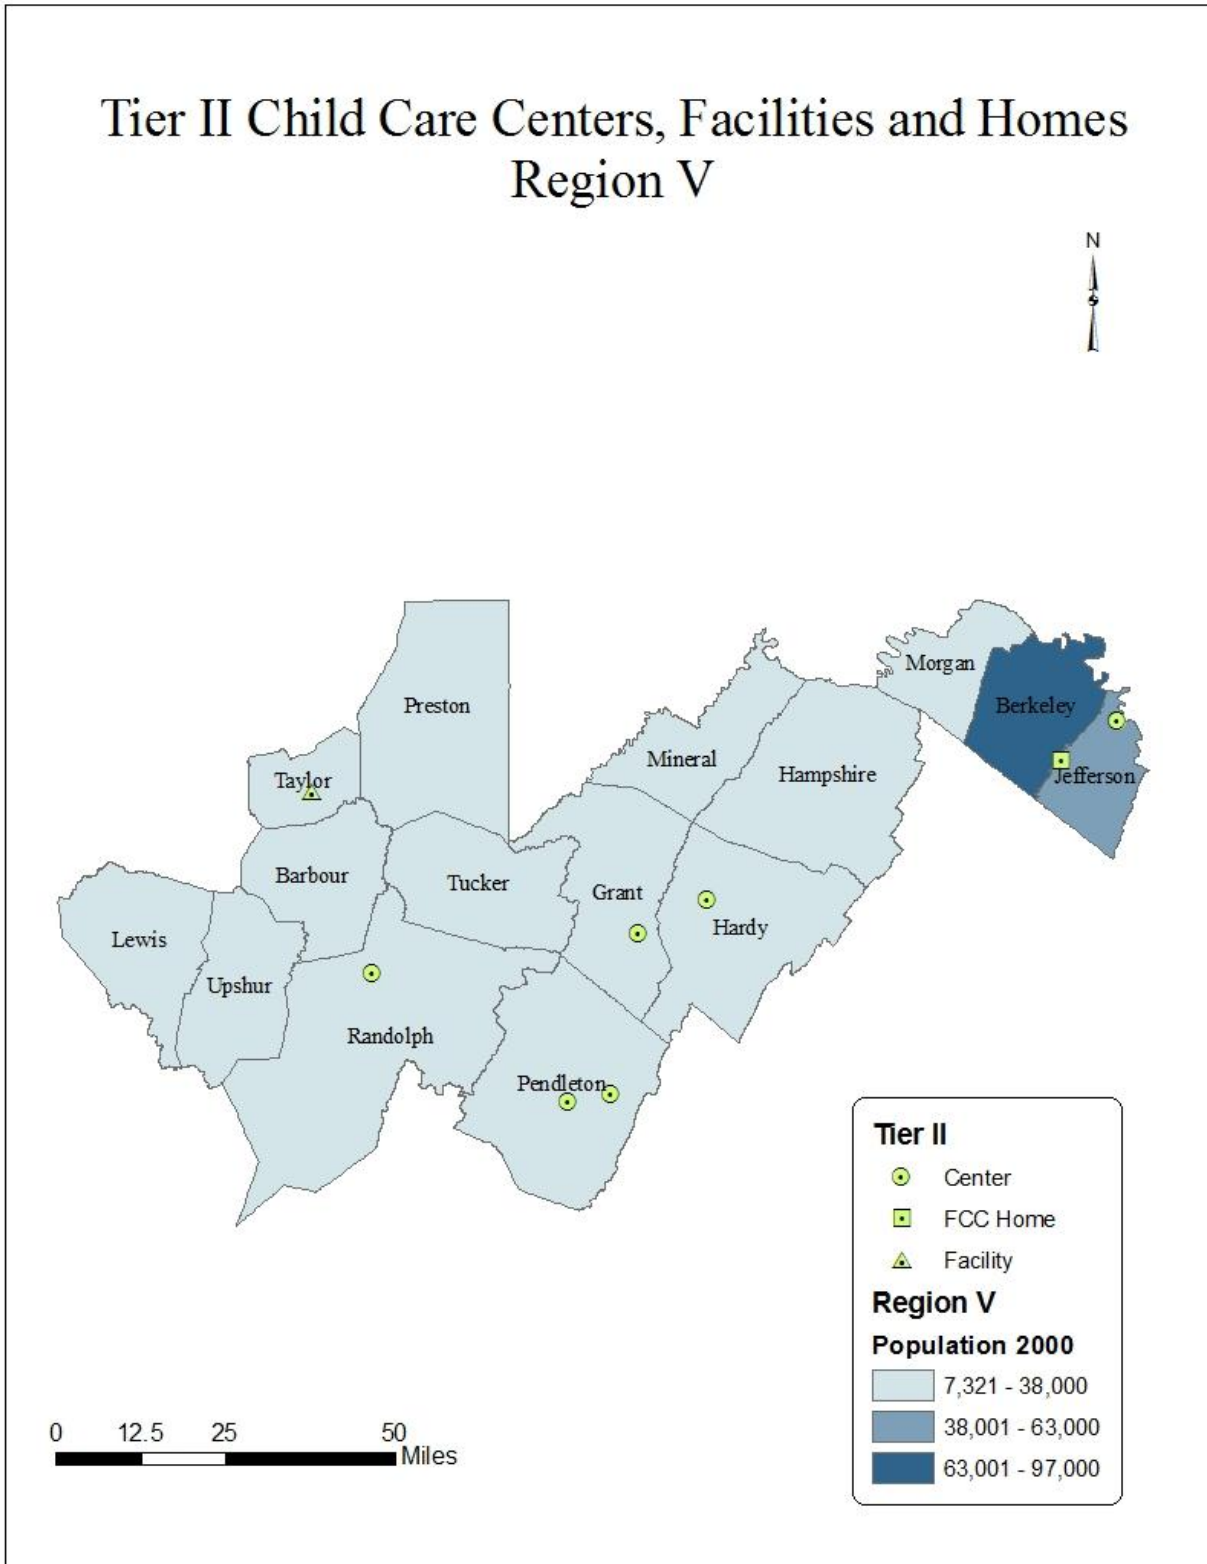 Tier II Child Care Centers, Facilities and Homes
Region V
N
Morgan
Berkeley
Preston
Mineral
Hampshire
Jefferson
Taylor
Barbour
Tucker
Grant
Hardy
Lewis
Upshur
Randolph
Pendleton
Tier II
Center
FCC Home
Facility
Region V
Population 2000
7,321 - 38,000
38,001 - 63,000
63,001 - 97,000
0 12.5 25 50
Miles